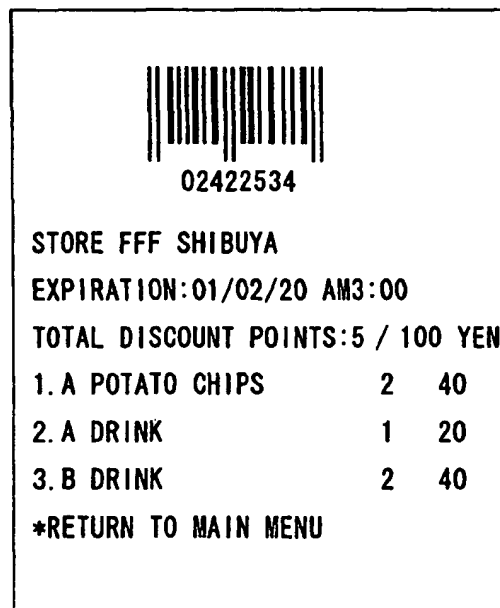 02422534
STORE FFF SHIBUYA
EXPIRATION:01/02/20 AM3:00
TOTAL DISCOUNT POINTS:5 / 100 YEN
1. A POTATO CHIPS 2 40
2. A DRINK 1 20
3. B DRINK 2 40
*RETURN TO MAIN MENU